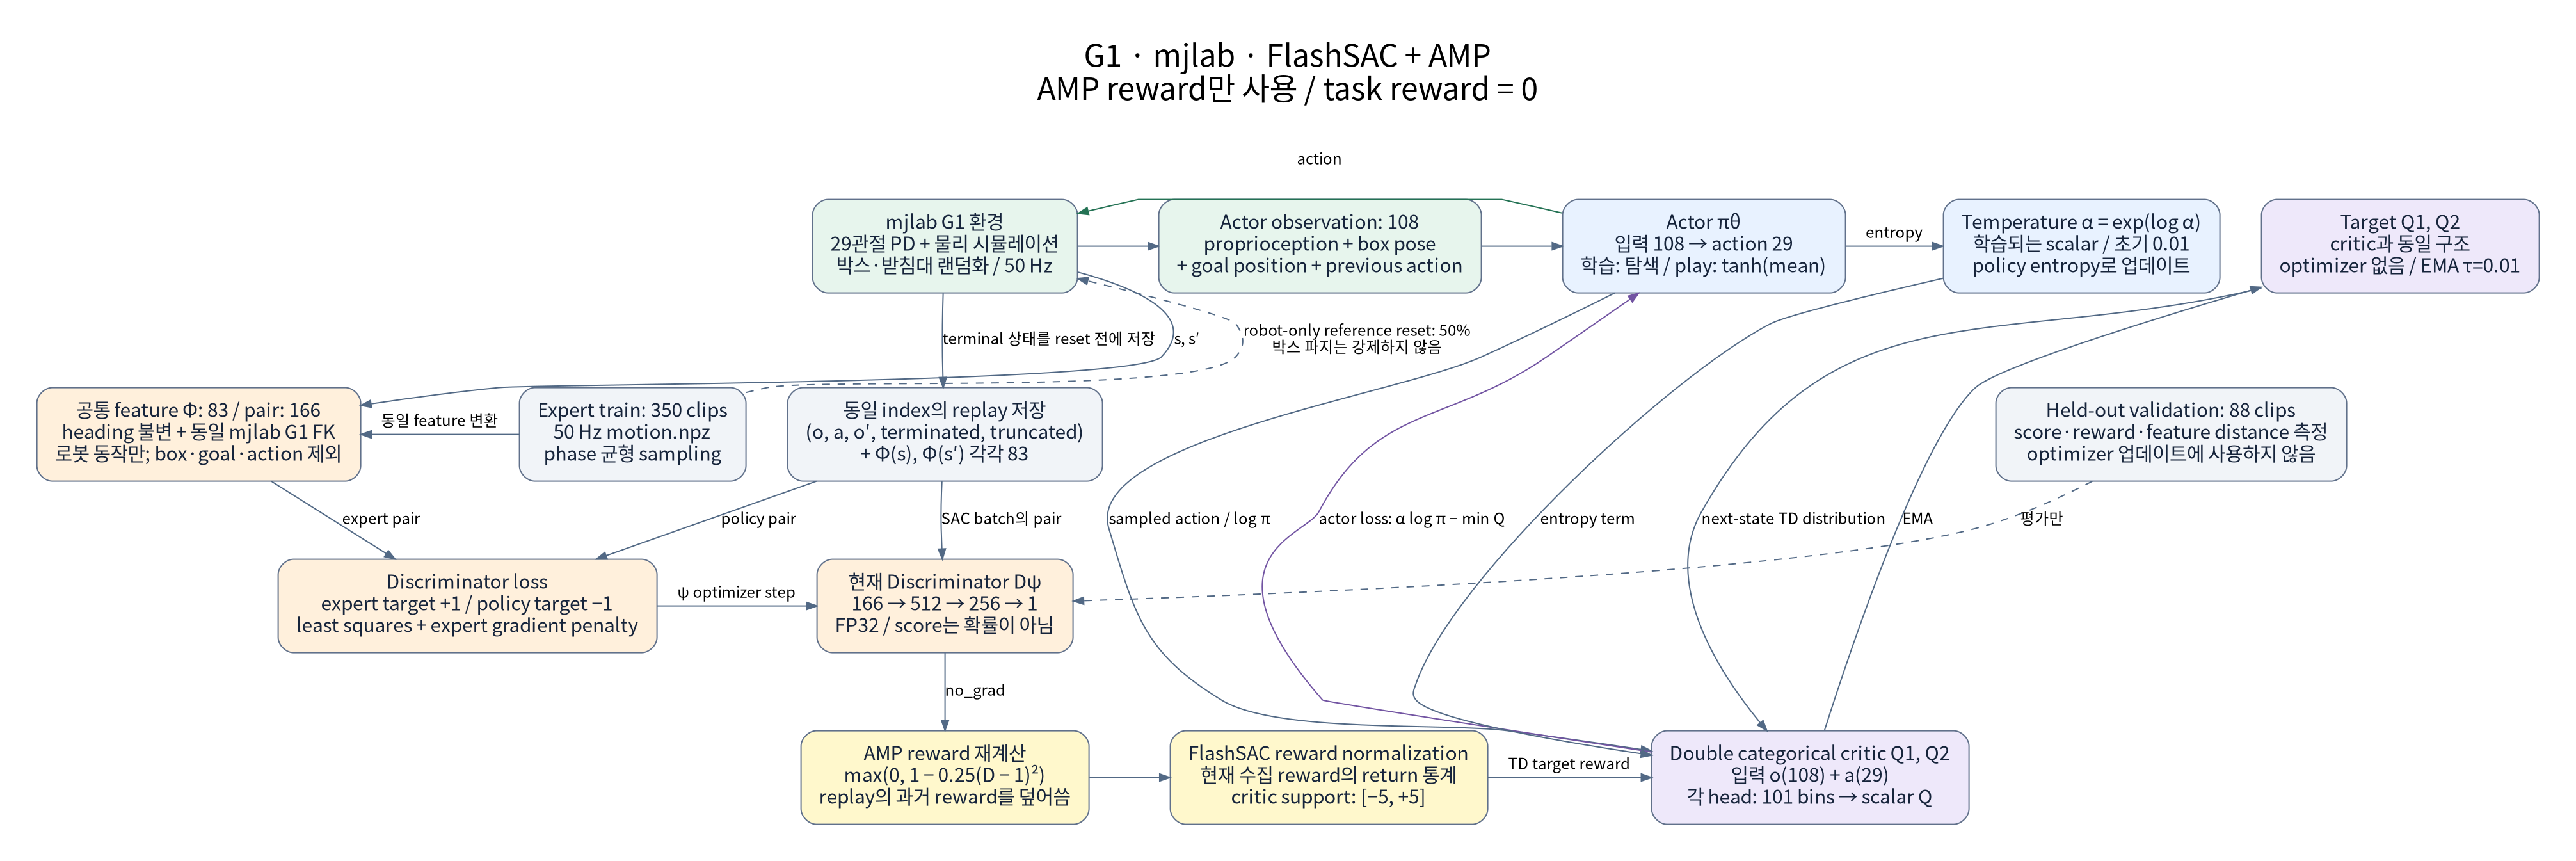 G1 · mjlab · FlashSAC + AMP
AMP reward만 사용 / task reward = 0
action
mjlab G1 환경
29관절 PD + 물리 시뮬레이션
박스·받침대 랜덤화 / 50 Hz
Actor observation: 108
proprioception + box pose
+ goal position + previous action
Actor πθ
입력 108 → action 29
학습: 탐색 / play: tanh(mean)
entropy
Temperature α = exp(log α)
학습되는 scalar / 초기 0.01
policy entropy로 업데이트
Target Q1, Q2
critic과 동일 구조
optimizer 없음 / EMA τ=0.01
terminal 상태를 reset 전에 저장
s, s′
robot-only reference reset: 50%
박스 파지는 강제하지 않음
공통 feature Φ: 83 / pair: 166
heading 불변 + 동일 mjlab G1 FK
로봇 동작만; box·goal·action 제외
동일 feature 변환
Expert train: 350 clips
50 Hz motion.npz
phase 균형 sampling
동일 index의 replay 저장
(o, a, o′, terminated, truncated)
+ Φ(s), Φ(s′) 각각 83
Held-out validation: 88 clips
score·reward·feature distance 측정
optimizer 업데이트에 사용하지 않음
expert pair
policy pair
SAC batch의 pair
sampled action / log π
actor loss: α log π − min Q
entropy term
next-state TD distribution
EMA
평가만
Discriminator loss
expert target +1 / policy target −1
least squares + expert gradient penalty
ψ optimizer step
현재 Discriminator Dψ
166 → 512 → 256 → 1
FP32 / score는 확률이 아님
no_grad
AMP reward 재계산
max(0, 1 − 0.25(D − 1)²)
replay의 과거 reward를 덮어씀
FlashSAC reward normalization
현재 수집 reward의 return 통계
critic support: [−5, +5]
TD target reward
Double categorical critic Q1, Q2
입력 o(108) + a(29)
각 head: 101 bins → scalar Q